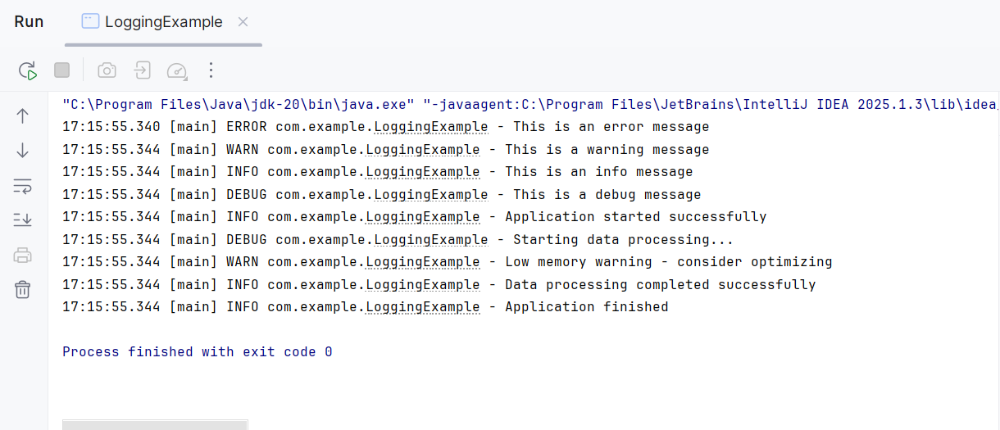 Run LoggingExample
"C:\Program Files\Java\jdk-20\bin\java.exe" "-javaagent:C:\Program Files\JetBrains\IntelliJ IDEA 2025.1.3\lib\idea_
17:15:55.340 [main] ERROR com.example.LoggingExample - This is an error message
17:15:55.344 [main] WARN com.example.LoggingExample - This is a warning message
17:15:55.344 [main] INFO com.example.LoggingExample - This is an info message
17:15:55.344 [main] DEBUG com.example.LoggingExample - This is a debug message
17:15:55.344 [main] INFO com.example.LoggingExample - Application started successfully
17:15:55.344 [main] DEBUG com.example.LoggingExample - Starting data processing...
17:15:55.344 [main] WARN com.example.LoggingExample - Low memory warning - consider optimizing
17:15:55.344 [main] INFO com.example.LoggingExample - Data processing completed successfully
17:15:55.344 [main] INFO com.example.LoggingExample - Application finished
Process finished with exit code 0